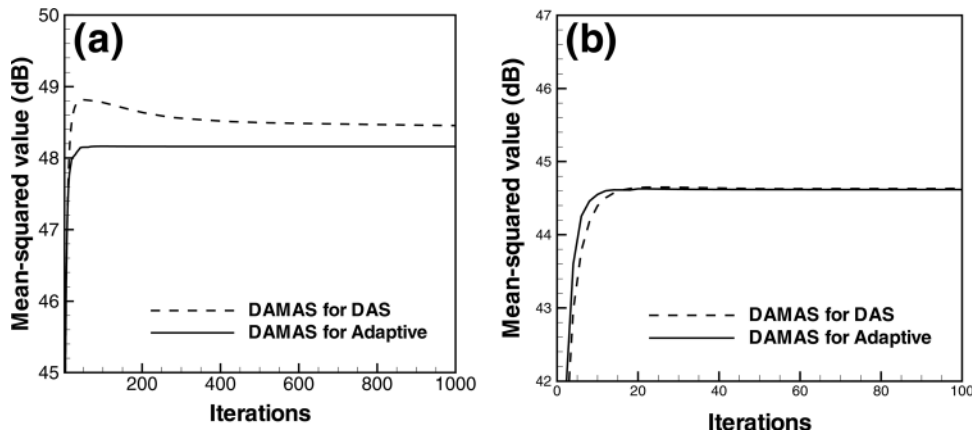 (a)
Mean-squared value (dB)
50
49
48
47
46
45
DAMAS for DAS
DAMAS for Adaptive
200
400
600
800
1000
Iterations
(b)
Mean-squared value (dB)
47
46
45
44
43
42
DAMAS for DAS
DAMAS for Adaptive
0
20
40
60
80
100
Iterations